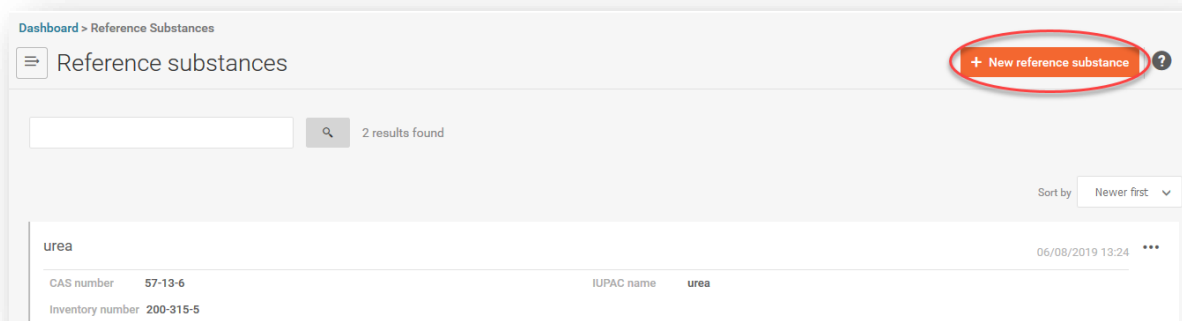 Dashboard > Reference Substances
Reference substances
+ New reference substance
?
2 results found
Sort by Newer first
urea
06/08/2019 13:24
CAS number 57-13-6 IUPAC name urea
Inventory number 200-315-5